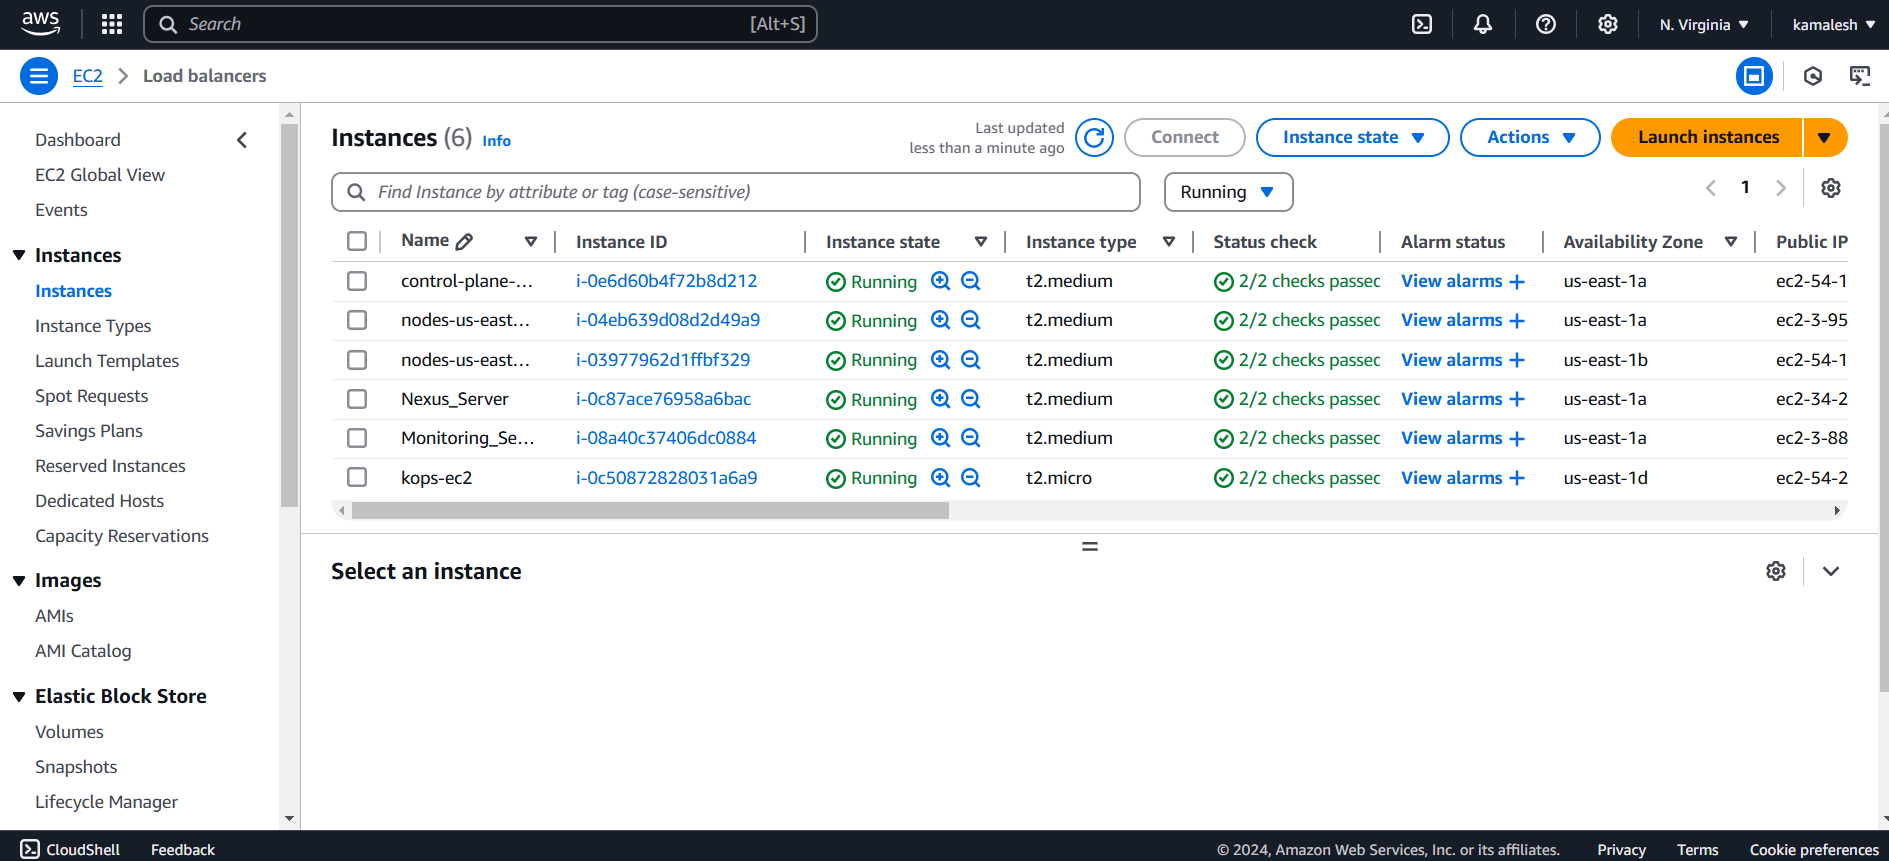 aws
Search [Alt+S]
N. Virginia
kamalesh
EC2 > Load balancers
Dashboard
EC2 Global View
Events
Instances
Instances
Instance Types
Launch Templates
Spot Requests
Savings Plans
Reserved Instances
Dedicated Hosts
Capacity Reservations
Images
AMIs
AMI Catalog
Elastic Block Store
Volumes
Snapshots
Lifecycle Manager
Instances (6) Info
Last updated
less than a minute ago
Connect
Instance state
Actions
Launch instances
Find Instance by attribute or tag (case-sensitive)
Running
1
Name Instance ID Instance state Instance type Status check Alarm status Availability Zone Public IP
control-plane-... i-0e6d60b4f72b8d212 Running t2.medium 2/2 checks passed View alarms + us-east-1a ec2-54-1
nodes-us-east... i-04eb639d08d2d49a9 Running t2.medium 2/2 checks passed View alarms + us-east-1a ec2-3-95
nodes-us-east... i-03977962d1ffbf329 Running t2.medium 2/2 checks passed View alarms + us-east-1b ec2-54-1
Nexus_Server i-0c87ace76958a6bac Running t2.medium 2/2 checks passed View alarms + us-east-1a ec2-34-2
Monitoring_Se... i-08a40c37406dc0884 Running t2.medium 2/2 checks passed View alarms + us-east-1a ec2-3-88
kops-ec2 i-0c50872828031a6a9 Running t2.micro 2/2 checks passed View alarms + us-east-1d ec2-54-2
Select an instance
CloudShell Feedback © 2024, Amazon Web Services, Inc. or its affiliates. Privacy Terms Cookie preferences